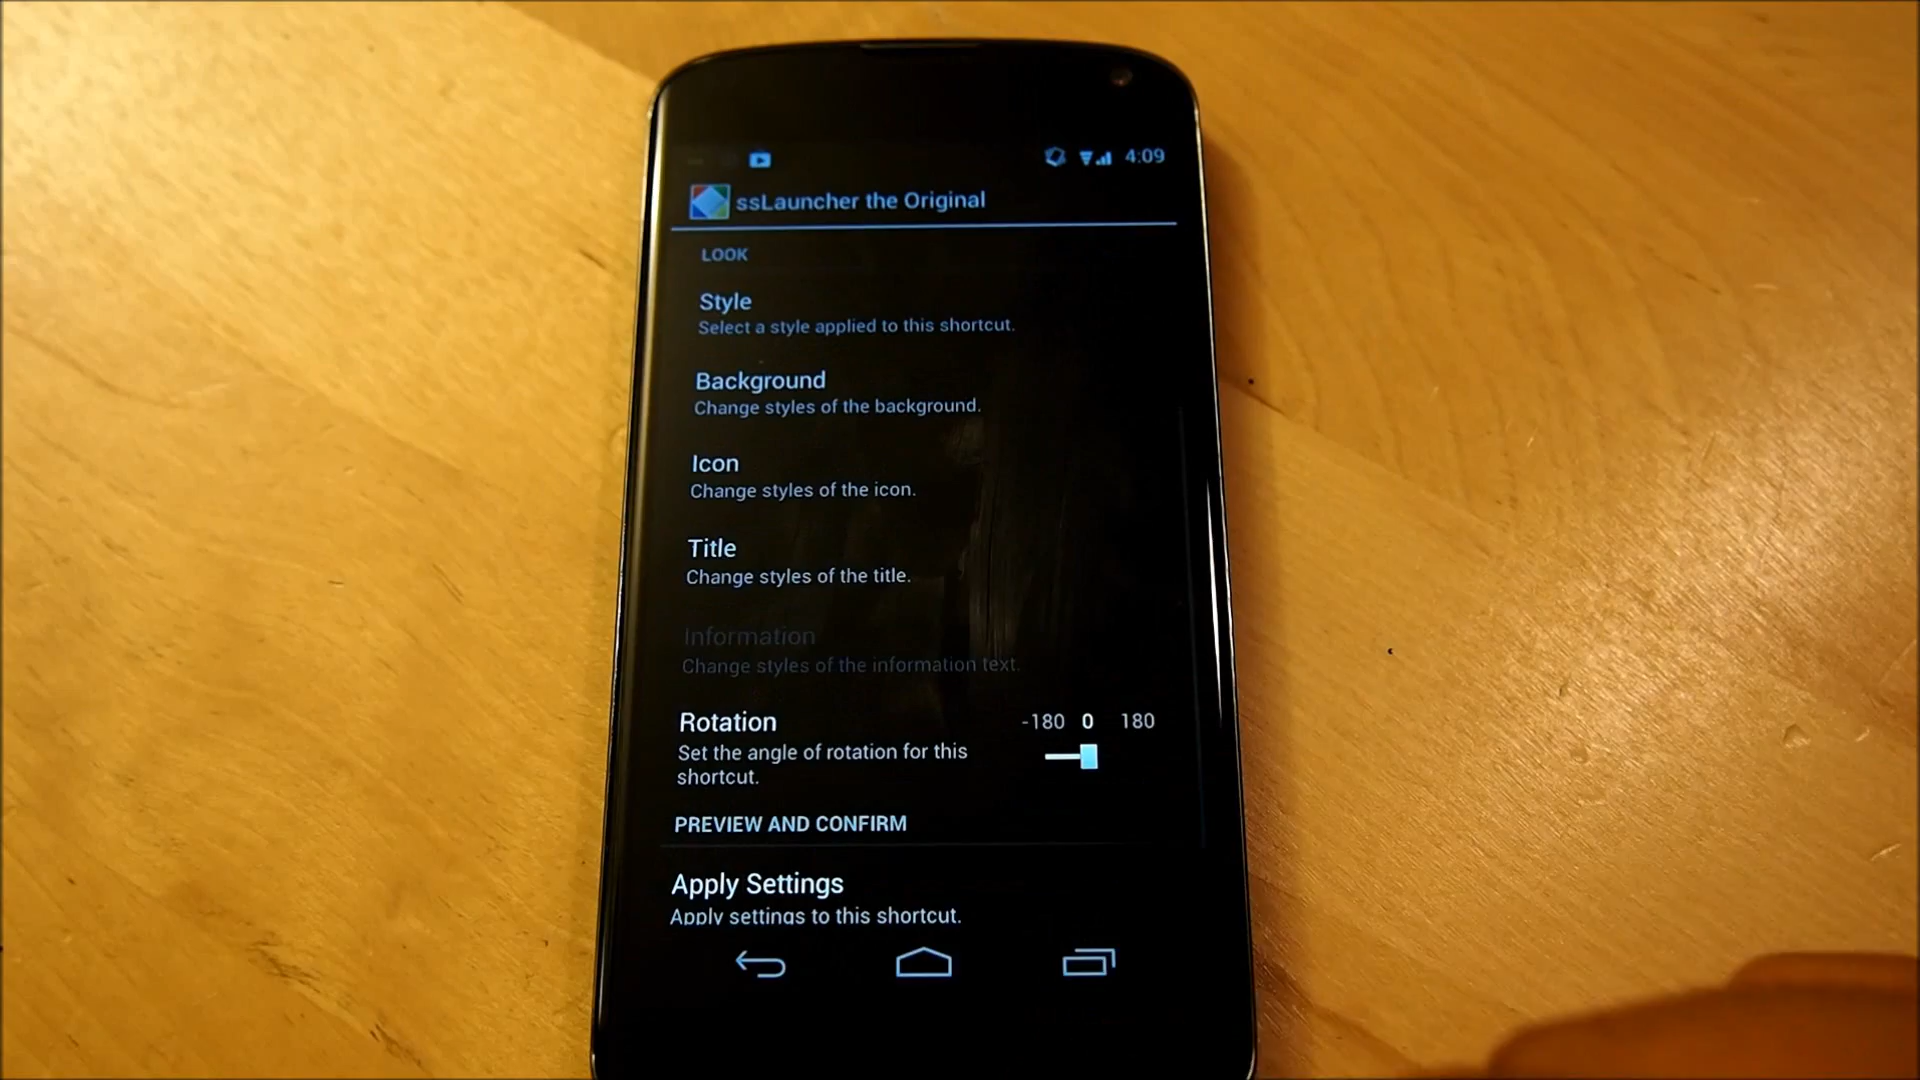 4:09
ssLauncher the Original
LOOK
Style
Select a style applied to this shortcut.
Background
Change styles of the background.
Icon
Change styles of the icon.
Title
Change styles of the title.
Information
Change styles of the information text.
Rotation
-180 0 180
Set the angle of rotation for this
shortcut.
PREVIEW AND CONFIRM
Apply Settings
Apply settings to this shortcut.